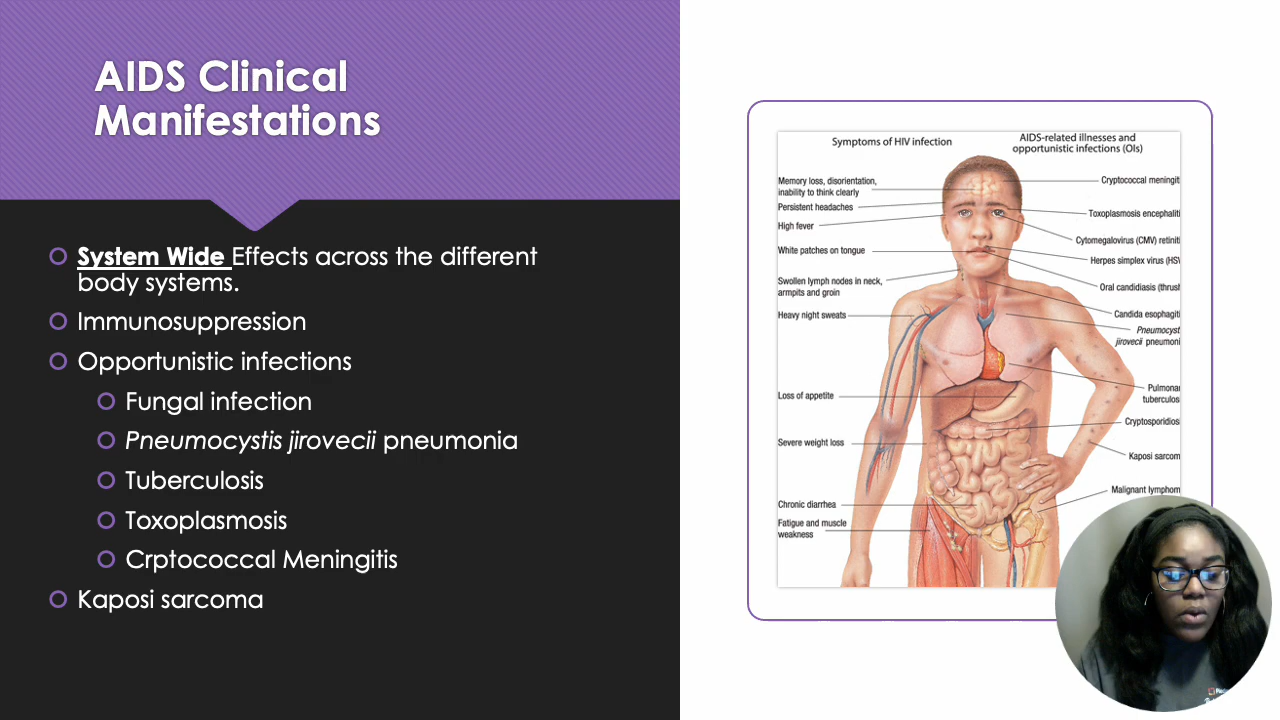 AIDS Clinical
Manifestations
System Wide Effects across the different
body systems.
Immunosuppression
Opportunistic infections
Fungal infection
Pneumocystis jirovecii pneumonia
Tuberculosis
Toxoplasmosis
Crptococcal Meningitis
Kaposi sarcoma
Symptoms of HIV infection
Memory loss, disorientation,
inability to think clearly
Persistent headaches
High fever
White patches on tongue
Swollen lymph nodes in neck,
armpits and groin
Heavy night sweats
Loss of appetite
Severe weight loss
Chronic diarrhea
Fatigue and muscle
weakness
AIDS-related illnesses and
opportunistic infections (OIs)
Cryptococcal meningit
Toxoplasmosis encephaliti
Cytomegalovirus (CMV) retiniti
Herpes simplex virus (HSV
Oral candidiasis (thrush
Candida esophagiti
Pneumocyst
jirovecii pneumoni
Pulmonar
tuberculos
Cryptosporidios
Kaposi sarcom
Malignant lymphom